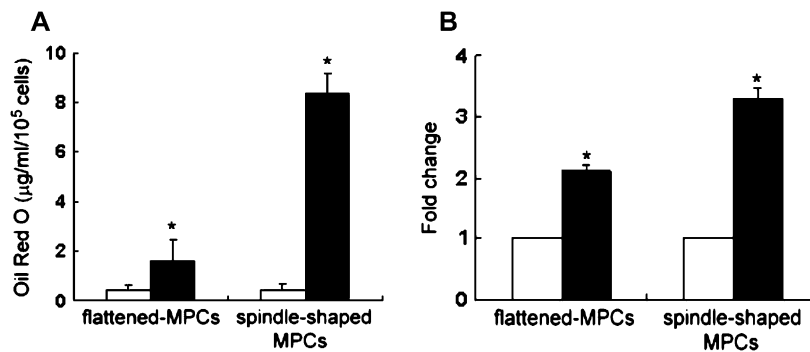 A
Oil Red O (μg/ml/10⁵ cells)
10
8
6
4
2
0
*
*
flattened-MPCs
spindle-shaped
MPCs
B
Fold change
4
3
2
1
0
*
*
flattened-MPCs
spindle-shaped
MPCs